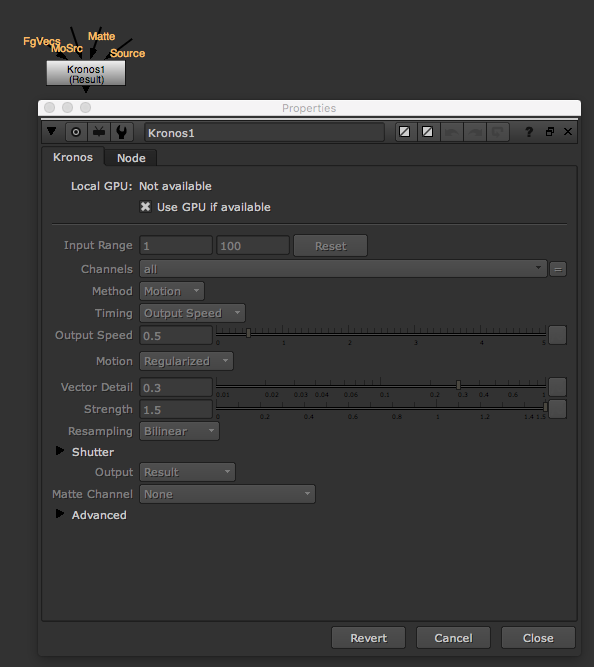 FgVecs
MoSrc
Matte
Source
Kronos1
(Result)
Properties
Kronos1
?
Kronos Node
Local GPU: Not available
Use GPU if available
Input Range 1 100 Reset
Channels all =
Method Motion
Timing Output Speed
Output Speed 0.5
0 1 2 3 4 5
Motion Regularized
Vector Detail 0.3
0.01 0.02 0.03 0.04 0.1 0.2 0.3 0.4 0.6 1
Strength 1.5
0 0.2 0.4 0.6 0.8 1 1.2 1.4 1.5
Resampling Bilinear
Shutter
Output Result
Matte Channel None
Advanced
Revert Cancel Close